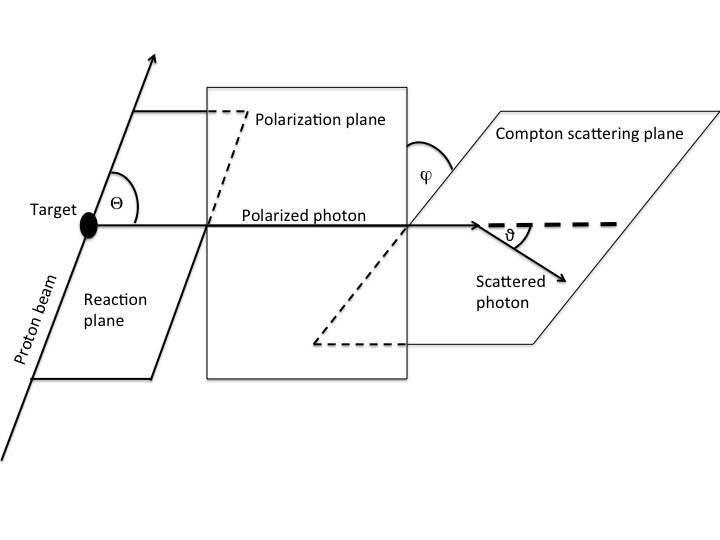 Polarization plane
Compton scattering plane
φ
Θ
Target
Polarized photon
ϑ
Scattered
photon
Reaction
plane
Proton beam